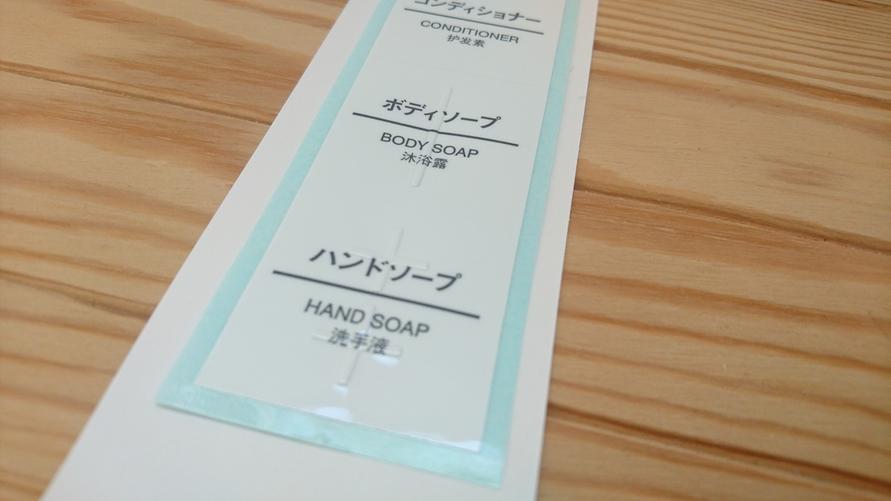 コンディショナー
CONDITIONER
护发素
ボディソープ
BODY SOAP
沐浴露
ハンドソープ
HAND SOAP
洗手液